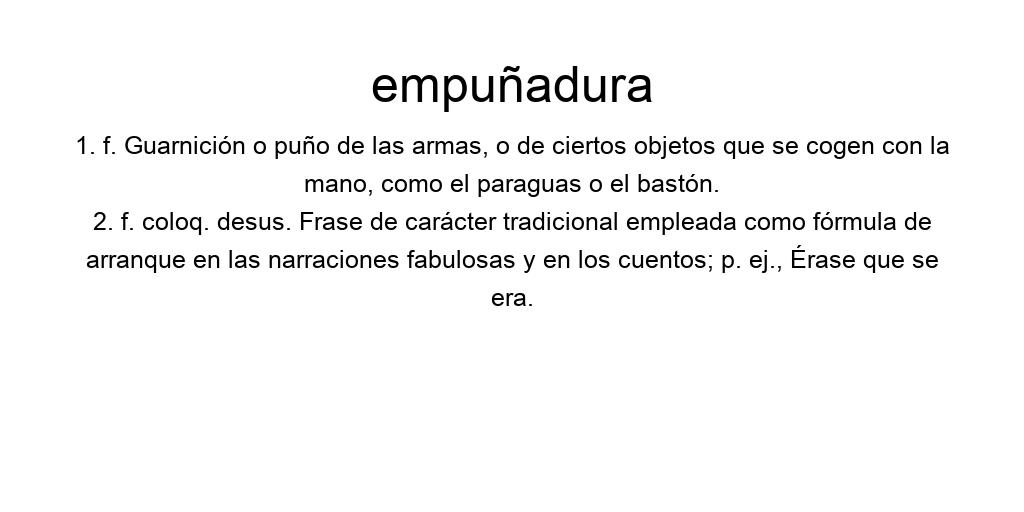 empuñadura
1. f. Guarnición o puño de las armas, o de ciertos objetos que se cogen con la
mano, como el paraguas o el bastón.
2. f. coloq. desus. Frase de carácter tradicional empleada como fórmula de
arranque en las narraciones fabulosas y en los cuentos; p. ej., Érase que se
era.